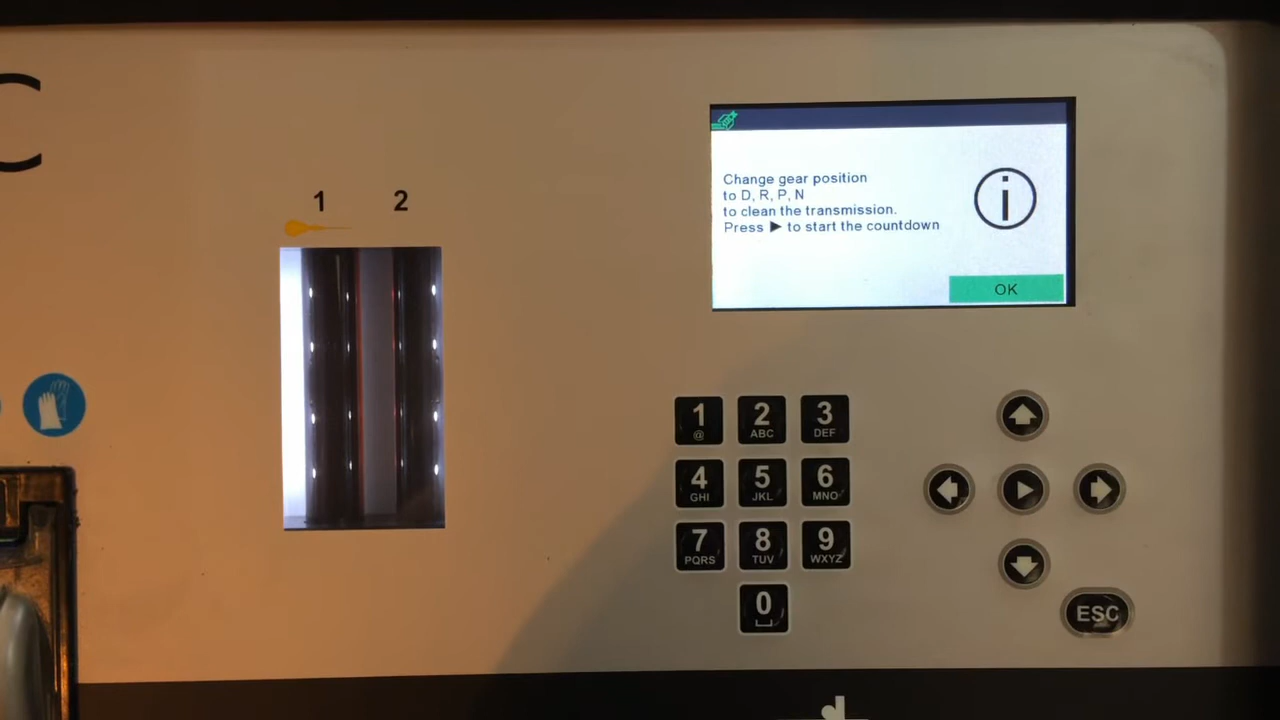 C
1 2
Change gear position
to D, R, P, N
to clean the transmission.
Press ▶ to start the countdown
OK
1 2 3
@ ABC DEF
4 5 6
GHI JKL MNO
7 8 9
PQRS TUV WXYZ
0
ESC